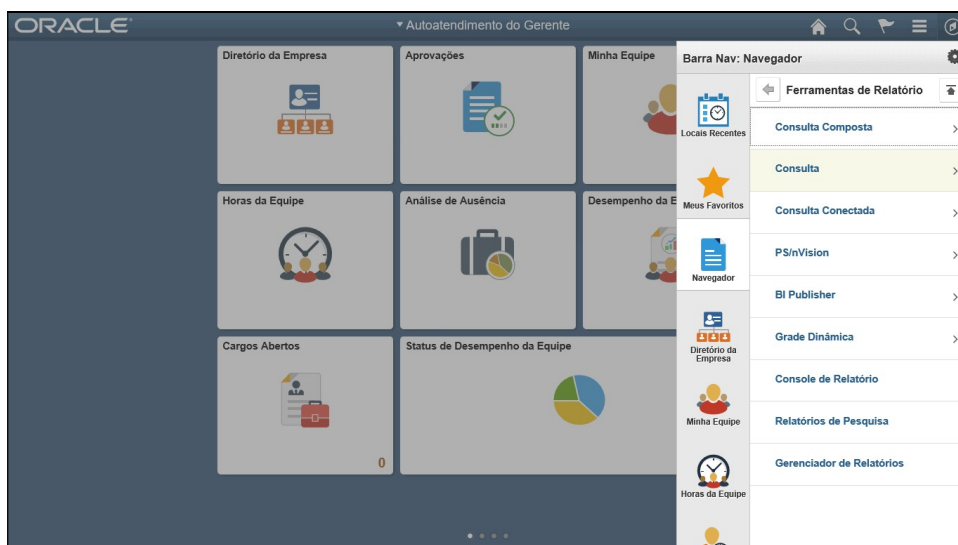 ORACLE
Autoatendimento do Gerente
Diretório da Empresa
Aprovações
Minha Equipe
Horas da Equipe
Análise de Ausência
Desempenho da E
Cargos Abertos
0
Status de Desempenho da Equipe
Barra Nav: Navegador
Locais Recentes
Meus Favoritos
Navegador
Diretório da
Empresa
Minha Equipe
Horas da Equipe
Ferramentas de Relatório
Consulta Composta
Consulta
Consulta Conectada
PS/nVision
BI Publisher
Grade Dinâmica
Console de Relatório
Relatórios de Pesquisa
Gerenciador de Relatórios